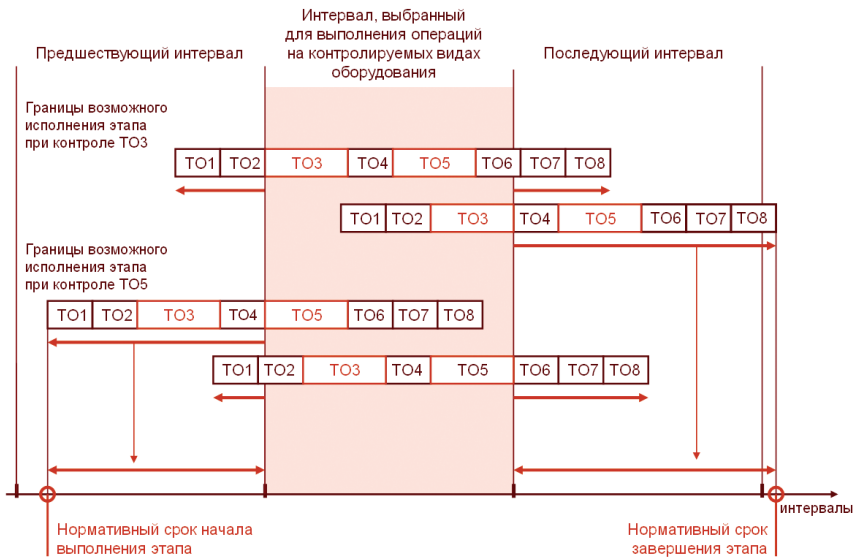 Интервал, выбранный
для выполнения операций
на контролируемых видах
оборудования
Предшествующий интервал
Последующий интервал
Границы возможного
исполнения этапа
при контроле ТО3
ТО1 ТО2 ТО3 ТО4 ТО5 ТО6 ТО7 ТО8
ТО1 ТО2 ТО3 ТО4 ТО5 ТО6 ТО7 ТО8
Границы возможного
исполнения этапа
при контроле ТО5
ТО1 ТО2 ТО3 ТО4 ТО5 ТО6 ТО7 ТО8
ТО1 ТО2 ТО3 ТО4 ТО5 ТО6 ТО7 ТО8
интервалы
Нормативный срок начала
выполнения этапа
Нормативный срок
завершения этапа